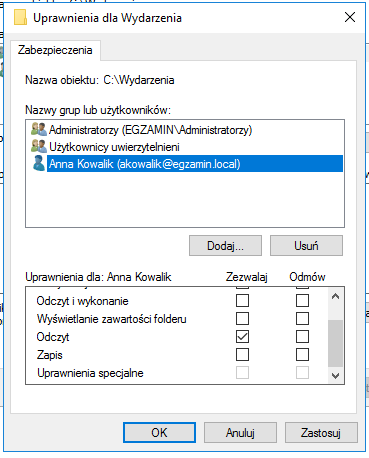 Uprawnienia dla Wydarzenia
Zabezpieczenia
Nazwa obiektu: C:\Wydarzenia
Nazwy grup lub użytkowników:
Administratorzy (EGZAMIN\Administratorzy)
Użytkownicy uwierzytelnieni
Anna Kowalik (akowalik@egzamin.local)
Dodaj... Usuń
Uprawnienia dla: Anna Kowalik Zezwalaj Odmów
Odczyt i wykonanie
Wyświetlanie zawartości folderu
Odczyt
Zapis
Uprawnienia specjalne
OK Anuluj Zastosuj